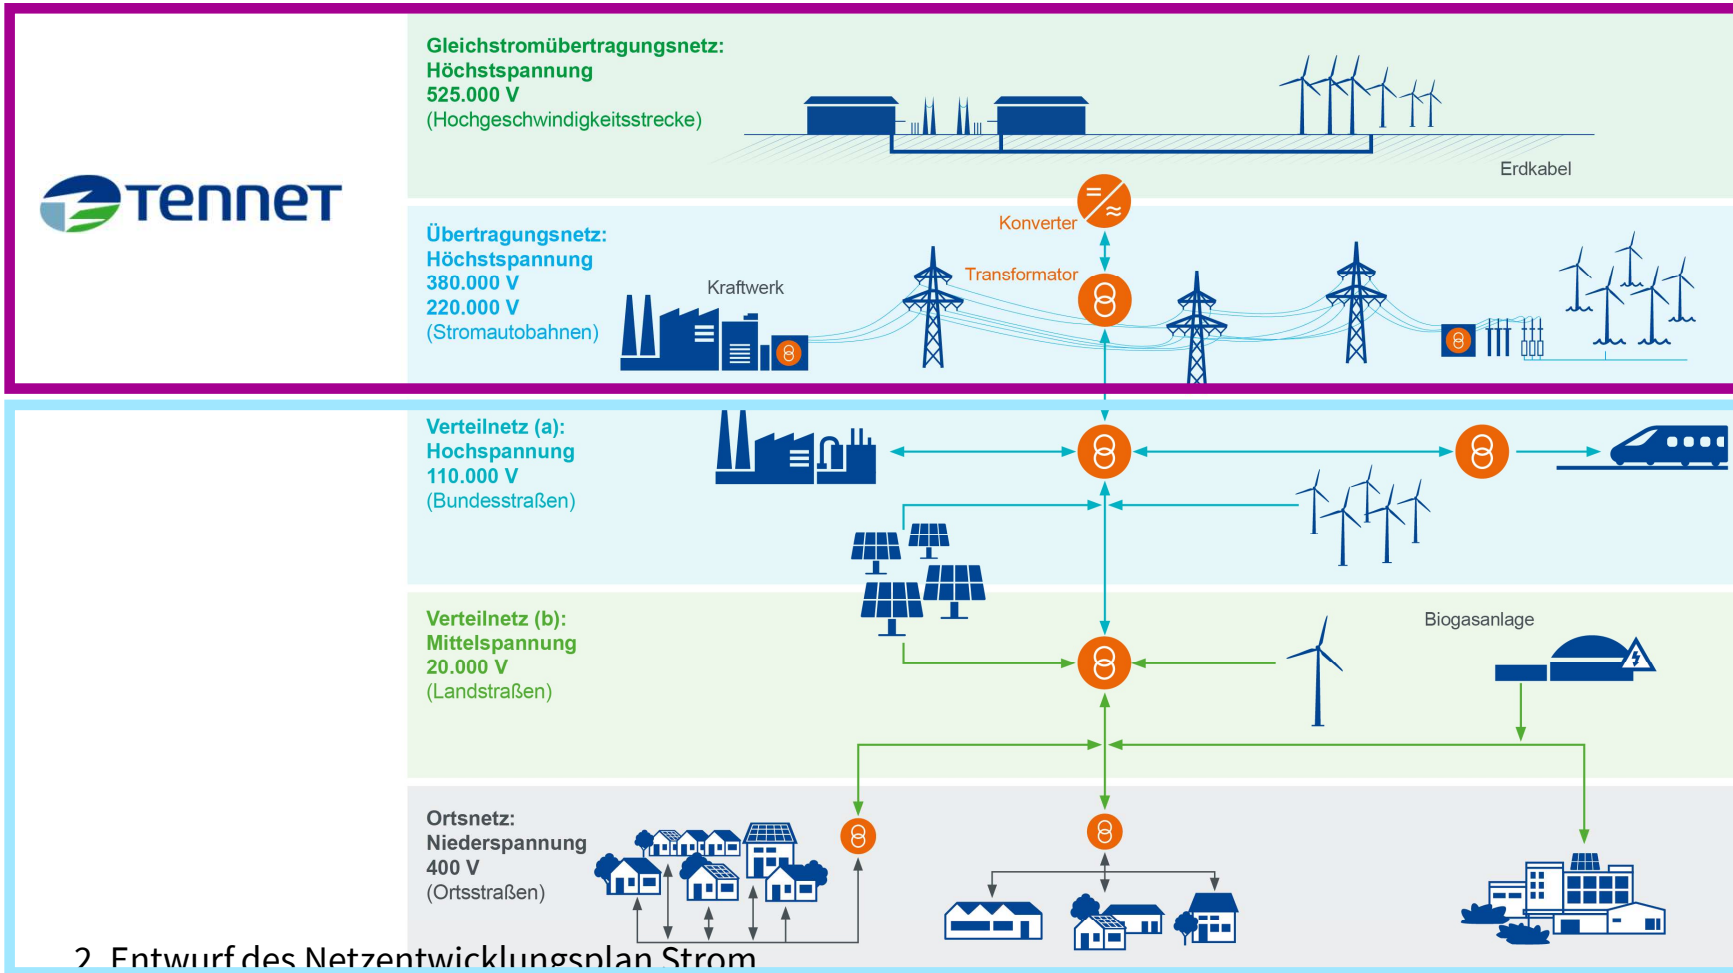 Gleichstromübertragungsnetz:
Höchstspannung
525.000 V
(Hochgeschwindigkeitsstrecke)
Erdkabel
TenneT
Konverter
Übertragungsnetz:
Höchstspannung
380.000 V
220.000 V
(Stromautobahnen)
Transformator
Kraftwerk
Verteilnetz (a):
Hochspannung
110.000 V
(Bundesstraßen)
Verteilnetz (b):
Mittelspannung
20.000 V
(Landstraßen)
Biogasanlage
Ortsnetz:
Niederspannung
400 V
(Ortsstraßen)
2. Entwurf des Netzentwicklungsplan Strom